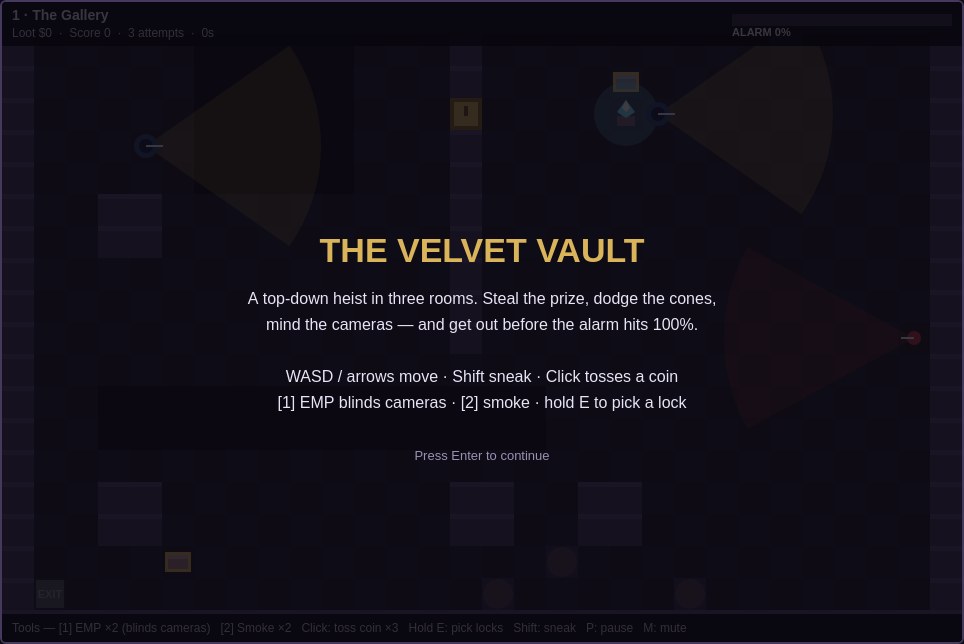 1 · The Gallery
Loot $0 · Score 0 · 3 attempts · 0s
ALARM 0%
THE VELVET VAULT
A top-down heist in three rooms. Steal the prize, dodge the cones,
mind the cameras — and get out before the alarm hits 100%.
WASD / arrows move · Shift sneak · Click tosses a coin
[1] EMP blinds cameras · [2] smoke · hold E to pick a lock
Press Enter to continue
EXIT
Tools — [1] EMP ×2 (blinds cameras) [2] Smoke ×2 Click: toss coin ×3 Hold E: pick locks Shift: sneak P: pause M: mute